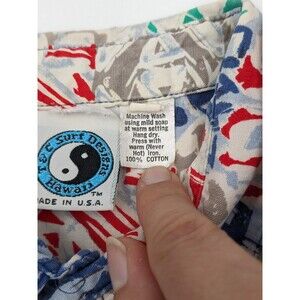 T&C Surf Designs
Hawaii
TM
MADE IN U.S.A.
Machine Wash
using mild soap
at warm setting
Hang dry.
Press with
warm (Never
Hot) Iron.
100% COTTON